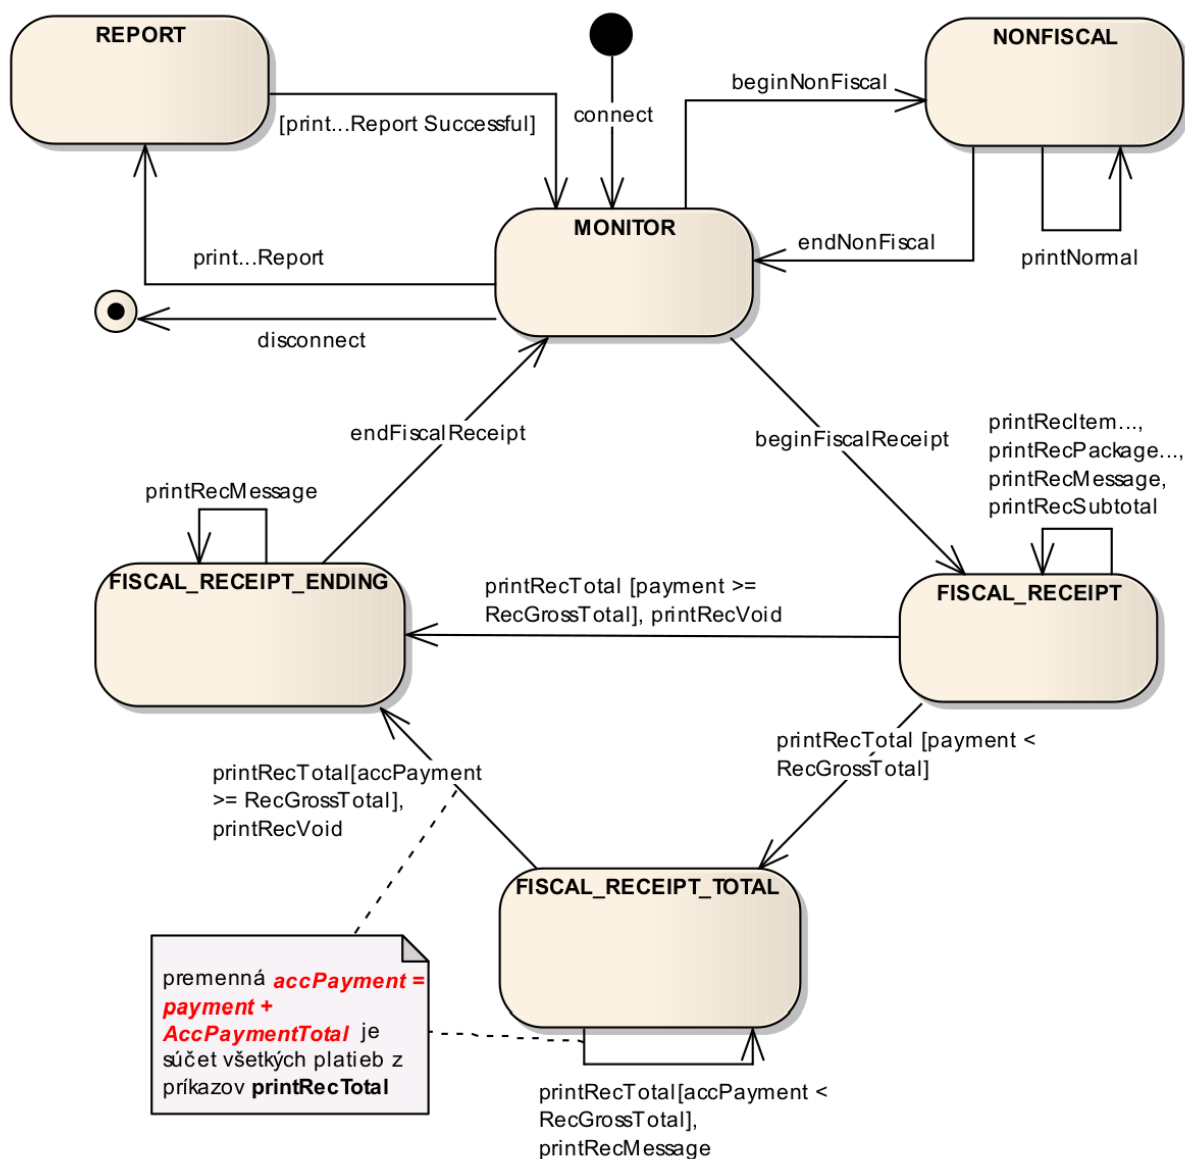 REPORT
NONFISCAL
beginNonFiscal
connect
[print...Report Successful]
MONITOR
endNonFiscal
print...Report
printNormal
disconnect
endFiscalReceipt
beginFiscalReceipt
printRecItem...,
printRecPackage...,
printRecMessage,
printRecSubtotal
printRecMessage
FISCAL_RECEIPT_ENDING
printRecTotal [payment >=
RecGrossTotal], printRecVoid
FISCAL_RECEIPT
printRecTotal [payment <
RecGrossTotal]
printRecTotal[accPayment
>= RecGrossTotal],
printRecVoid
FISCAL_RECEIPT_TOTAL
premenná accPayment =
payment +
AccPaymentTotal je
súčet všetkých platieb z
príkazov printRecTotal
printRecTotal[accPayment <
RecGrossTotal],
printRecMessage